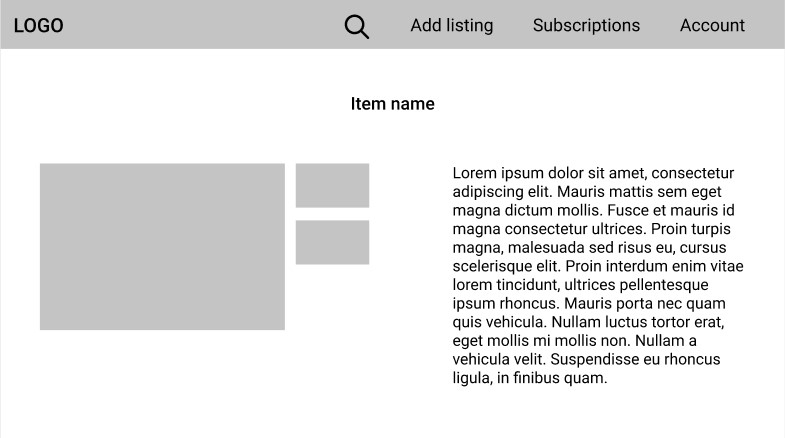 LOGO
Add listing
Subscriptions
Account
Item name
Lorem ipsum dolor sit amet, consectetur
adipiscing elit. Mauris mattis sem eget
magna dictum mollis. Fusce et mauris id
magna consectetur ultrices. Proin turpis
magna, malesuada sed risus eu, cursus
scelerisque elit. Proin interdum enim vitae
lorem tincidunt, ultrices pellentesque
ipsum rhoncus. Mauris porta nec quam
quis vehicula. Nullam luctus tortor erat,
eget mollis mi mollis non. Nullam a
vehicula velit. Suspendisse eu rhoncus
ligula, in finibus quam.